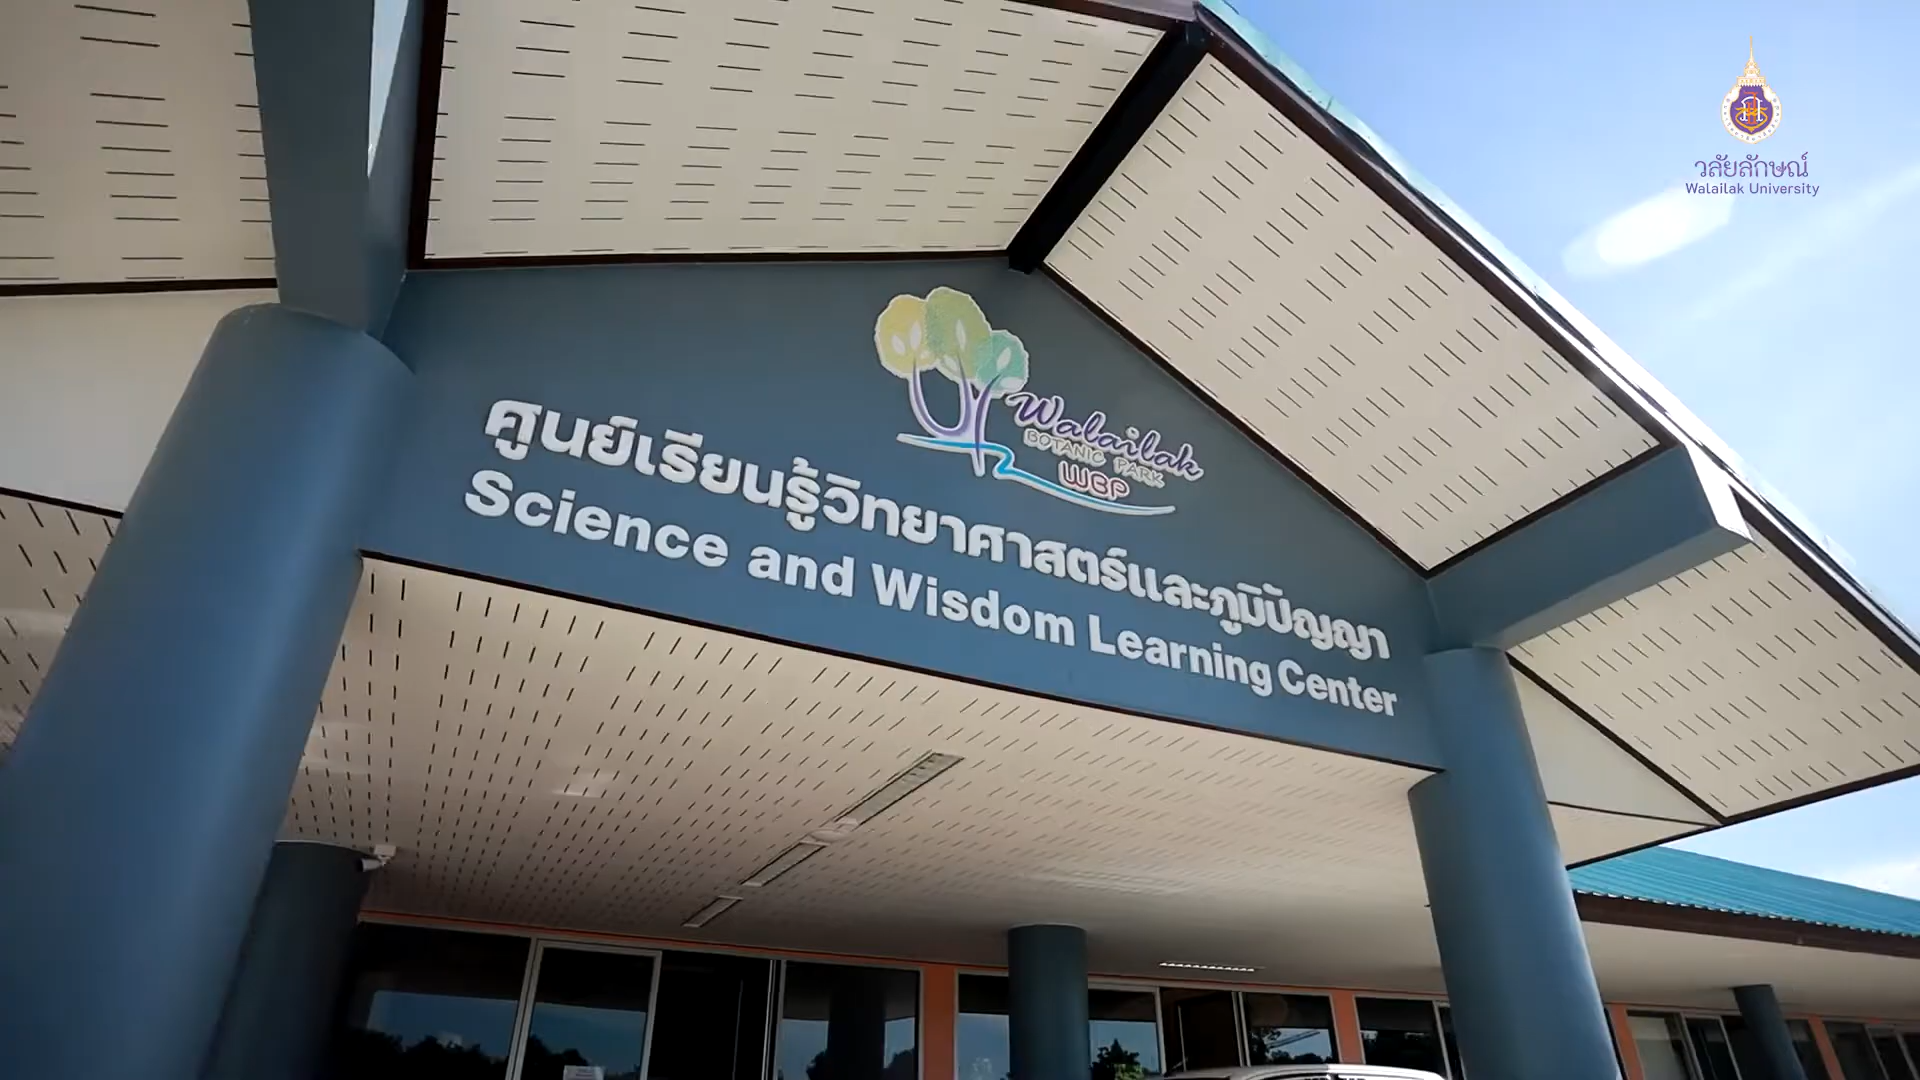 วลัยลักษณ์
Walailak University
Walailak
BOTANIC PARK
WBP
ศูนย์เรียนรู้วิทยาศาสตร์และภูมิปัญญา
Science and Wisdom Learning Center